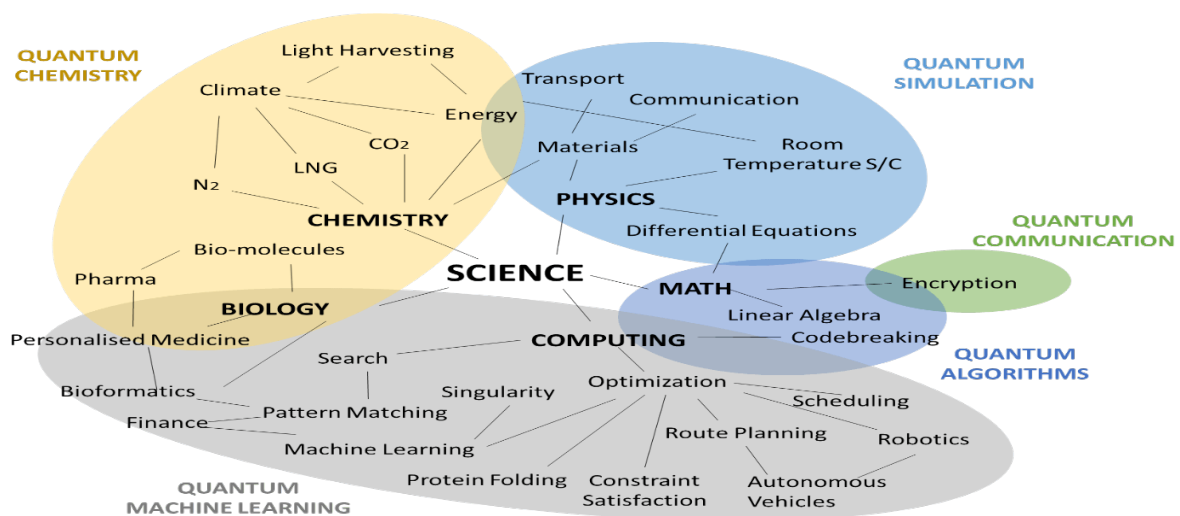 QUANTUM
CHEMISTRY
Light Harvesting
Climate
Energy
CO2
LNG
N2
CHEMISTRY
Bio-molecules
Pharma
BIOLOGY
Personalised Medicine
QUANTUM
SIMULATION
Transport
Communication
Materials
Room
Temperature S/C
PHYSICS
Differential Equations
QUANTUM
COMMUNICATION
Encryption
SCIENCE
MATH
Linear Algebra
Codebreaking
QUANTUM
ALGORITHMS
COMPUTING
Search
Optimization
Singularity
Scheduling
Bioformatics
Pattern Matching
Finance
Route Planning
Robotics
Machine Learning
Protein Folding
Constraint
Satisfaction
Autonomous
Vehicles
QUANTUM
MACHINE LEARNING